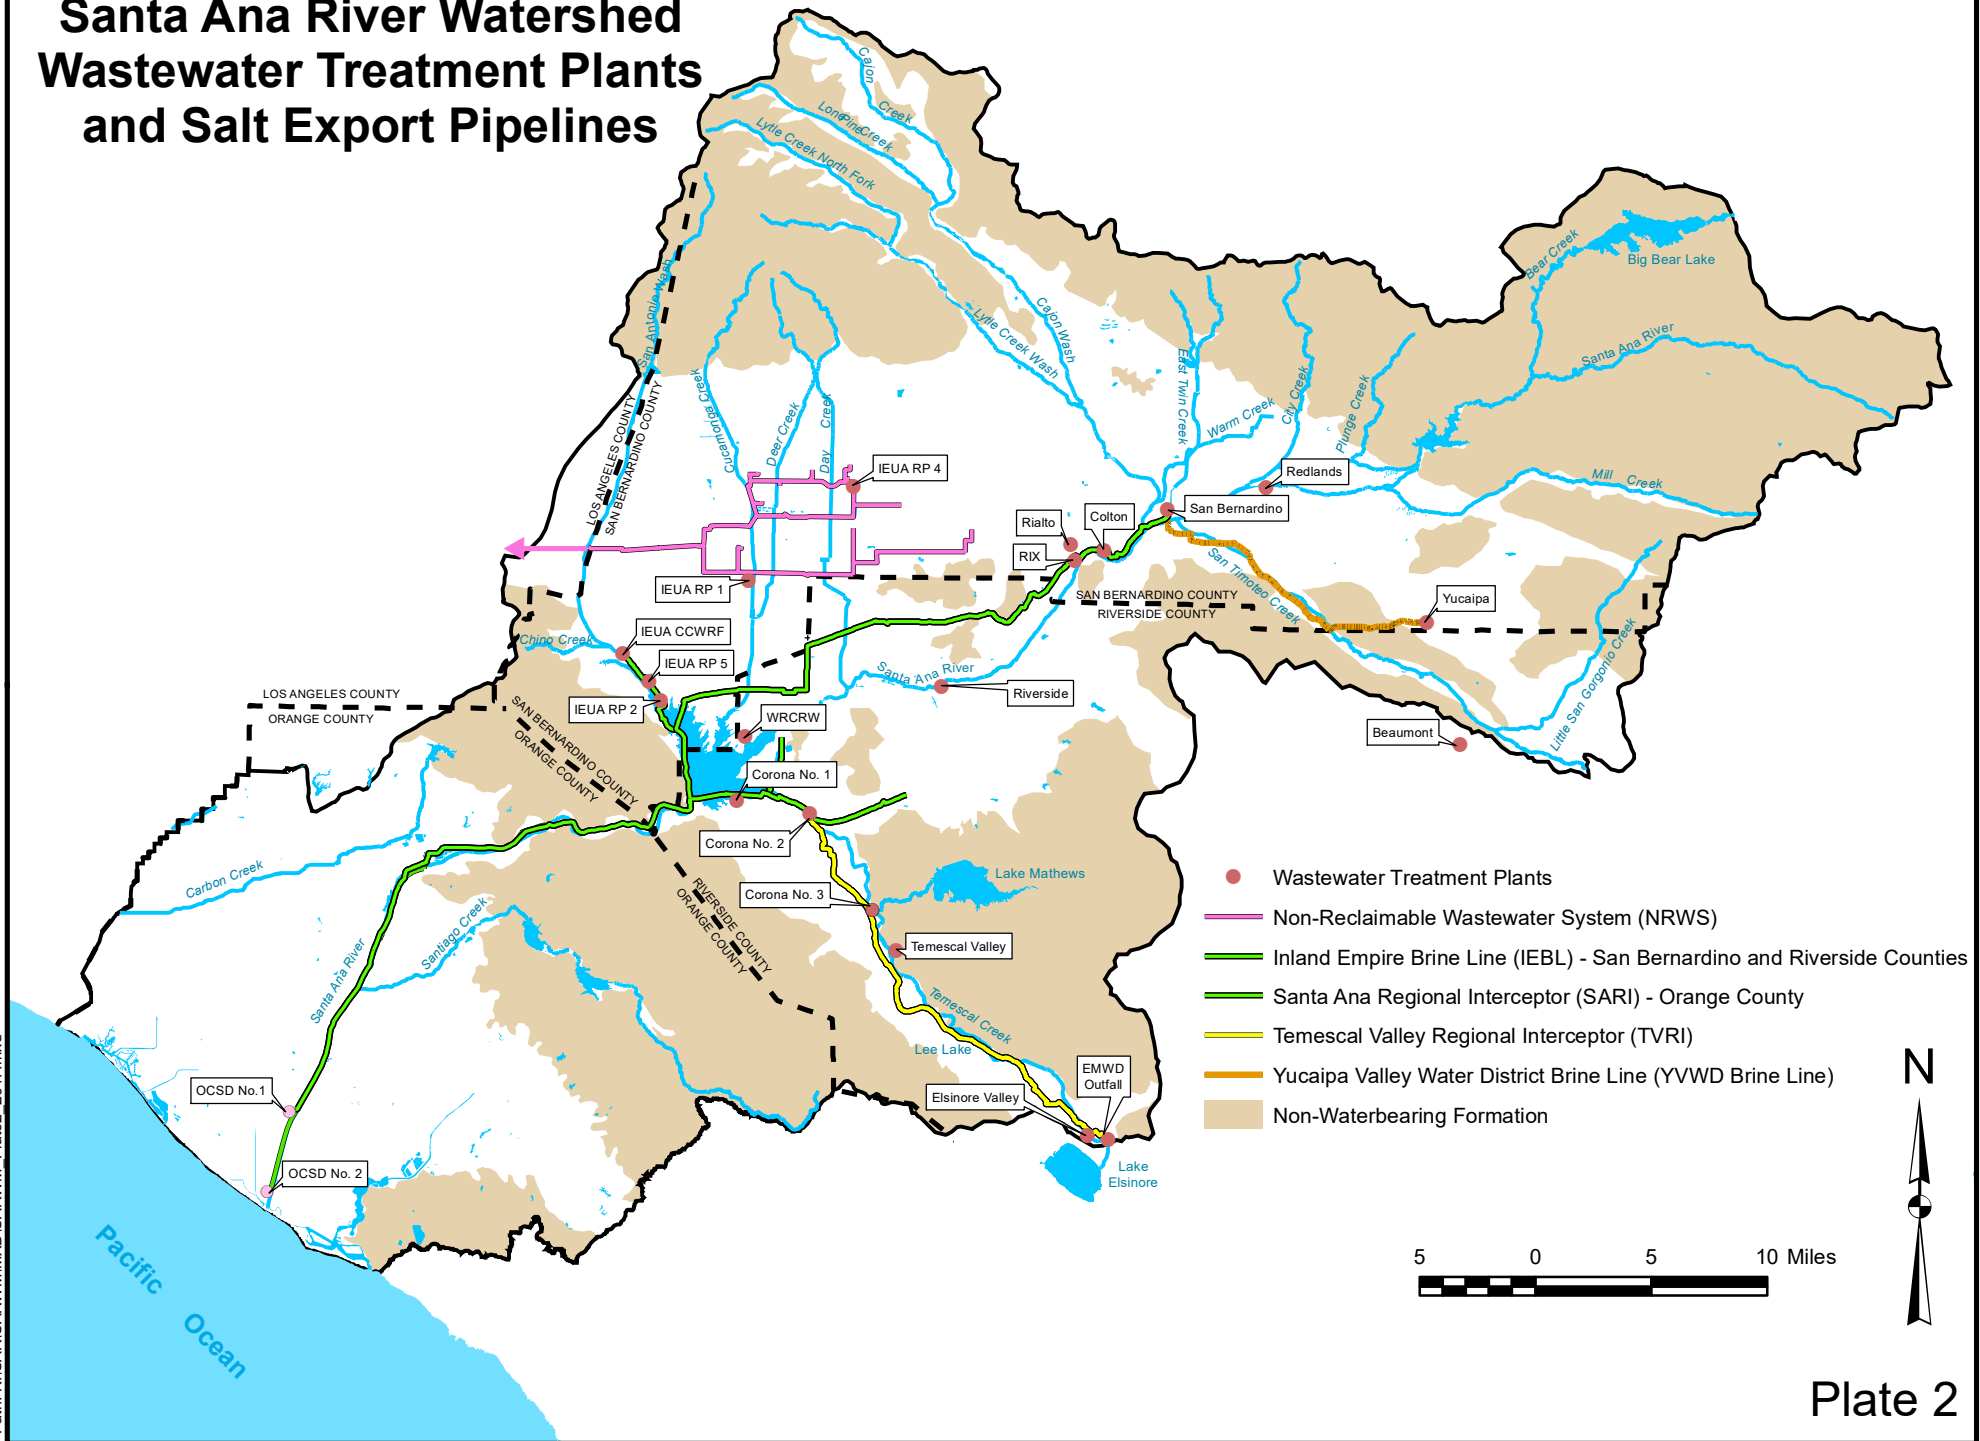 Santa Ana River Watershed
Wastewater Treatment Plants
and Salt Export Pipelines
Cajon
Creek
Lone Pine Creek
Lytle Creek North Fork
San Antonio Wash
Cajon Wash
Lytle Creek Wash
Bear Creek
Big Bear Lake
Santa Ana River
East Twin Creek
Warm Creek
City Creek
Plunge Creek
Mill Creek
Cucamonga Creek
Deer Creek
Day Creek
LOS ANGELES COUNTY
SAN BERNARDINO COUNTY
IEUA RP 4
Redlands
San Bernardino
Colton
Rialto
RIX
IEUA RP 1
SAN BERNARDINO COUNTY
RIVERSIDE COUNTY
San Timoteo Creek
Yucaipa
Little San Gorgonio Creek
Beaumont
Chino Creek
IEUA CCWRF
IEUA RP 5
IEUA RP 2
Santa Ana River
Riverside
WRCRW
LOS ANGELES COUNTY
ORANGE COUNTY
SAN BERNARDINO COUNTY
ORANGE COUNTY
Corona No. 1
Corona No. 2
Corona No. 3
Lake Mathews
Temescal Valley
RIVERSIDE COUNTY
ORANGE COUNTY
Carbon Creek
Santiago Creek
Santa Ana River
Temescal Creek
Lee Lake
EMWD
Outfall
Elsinore Valley
Lake
Elsinore
OCSD No.1
OCSD No. 2
Pacific
Ocean
Wastewater Treatment Plants
Non-Reclaimable Wastewater System (NRWS)
Inland Empire Brine Line (IEBL) - San Bernardino and Riverside Counties
Santa Ana Regional Interceptor (SARI) - Orange County
Temescal Valley Regional Interceptor (TVRI)
Yucaipa Valley Water District Brine Line (YVWD Brine Line)
Non-Waterbearing Formation
N
5 0 5 10 Miles
Plate 2